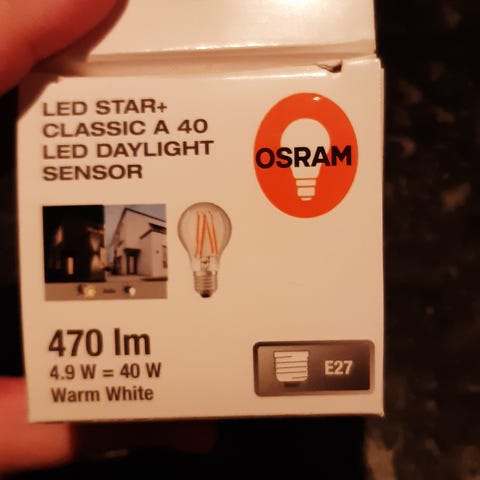 LED STAR+
CLASSIC A 40
LED DAYLIGHT
SENSOR
OSRAM
470 lm
4.9 W = 40 W
Warm White
E27